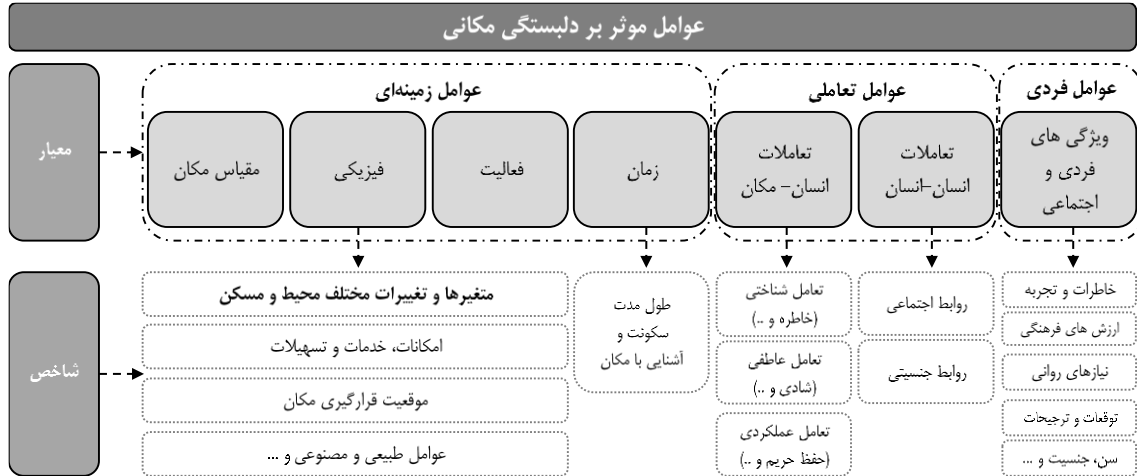 عوامل موثر بر دلبستگی مکانی
معیار
عوامل فردی
ویژگی های
فردی و
اجتماعی
عوامل تعاملی
تعاملات
انسان–انسان
تعاملات
انسان– مکان
عوامل زمینه‌ای
زمان
فعالیت
فیزیکی
مقیاس مکان
شاخص
خاطرات و تجربه
ارزش های فرهنگی
نیازهای روانی
توقعات و ترجیحات
سن، جنسیت و ...
روابط اجتماعی
روابط جنسیتی
تعامل شناختی
(خاطره و ..)
تعامل عاطفی
(شادی و ..)
تعامل عملکردی
(حفظ حریم و ..)
طول مدت
سکونت و
آشنایی با مکان
متغیرها و تغییرات مختلف محیط و مسکن
امکانات، خدمات و تسهیلات
موقعیت قرارگیری مکان
عوامل طبیعی و مصنوعی و ...